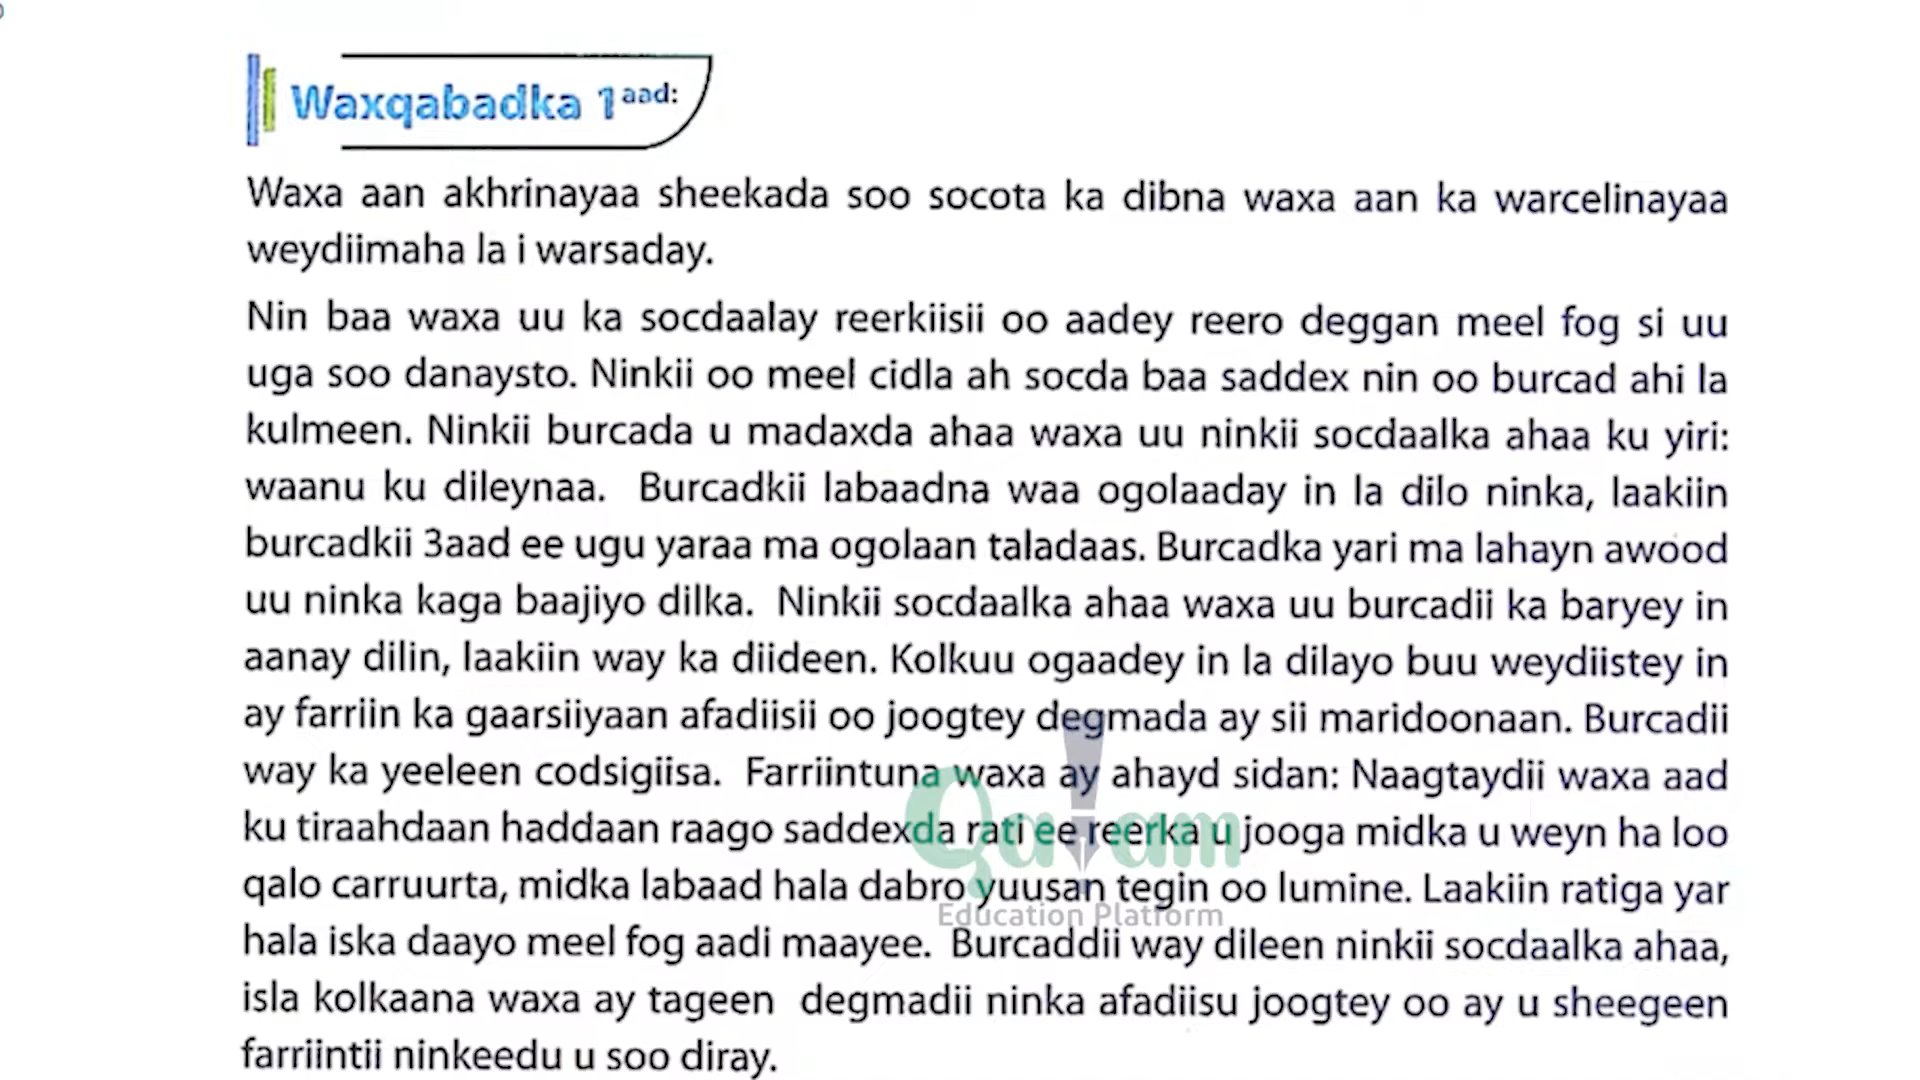 Waxqabadka 1aad:
Waxa aan akhrinayaa sheekada soo socota ka dibna waxa aan ka warcelinayaa
weydiimaha la i warsaday.
Nin baa waxa uu ka socdaalay reerkiisii oo aadey reero deggan meel fog si uu
uga soo danaysto. Ninkii oo meel cidla ah socda baa saddex nin oo burcad ahi la
kulmeen. Ninkii burcada u madaxda ahaa waxa uu ninkii socdaalka ahaa ku yiri:
waanu ku dileynaa. Burcadkii labaadna waa ogolaaday in la dilo ninka, laakiin
burcadkii 3aad ee ugu yaraa ma ogolaan taladaas. Burcadka yari ma lahayn awood
uu ninka kaga baajiyo dilka. Ninkii socdaalka ahaa waxa uu burcadii ka baryey in
aanay dilin, laakiin way ka diideen. Kolkuu ogaadey in la dilayo buu weydiistey in
ay farriin ka gaarsiiyaan afadiisii oo joogtey degmada ay sii maridoonaan. Burcadii
way ka yeeleen codsigiisa. Farriintuna waxa ay ahayd sidan: Naagtaydii waxa aad
ku tiraahdaan haddaan raago saddexda rati ee reerka u jooga midka u weyn ha loo
qalo carruurta, midka labaad hala dabro yuusan tegin oo lumine. Laakiin ratiga yar
hala iska daayo meel fog aadi maayee. Burcaddii way dileen ninkii socdaalka ahaa,
isla kolkaana waxa ay tageen degmadii ninka afadiisu joogtey oo ay u sheegeen
farriintii ninkeedu u soo diray.
Qalam
Education Platform